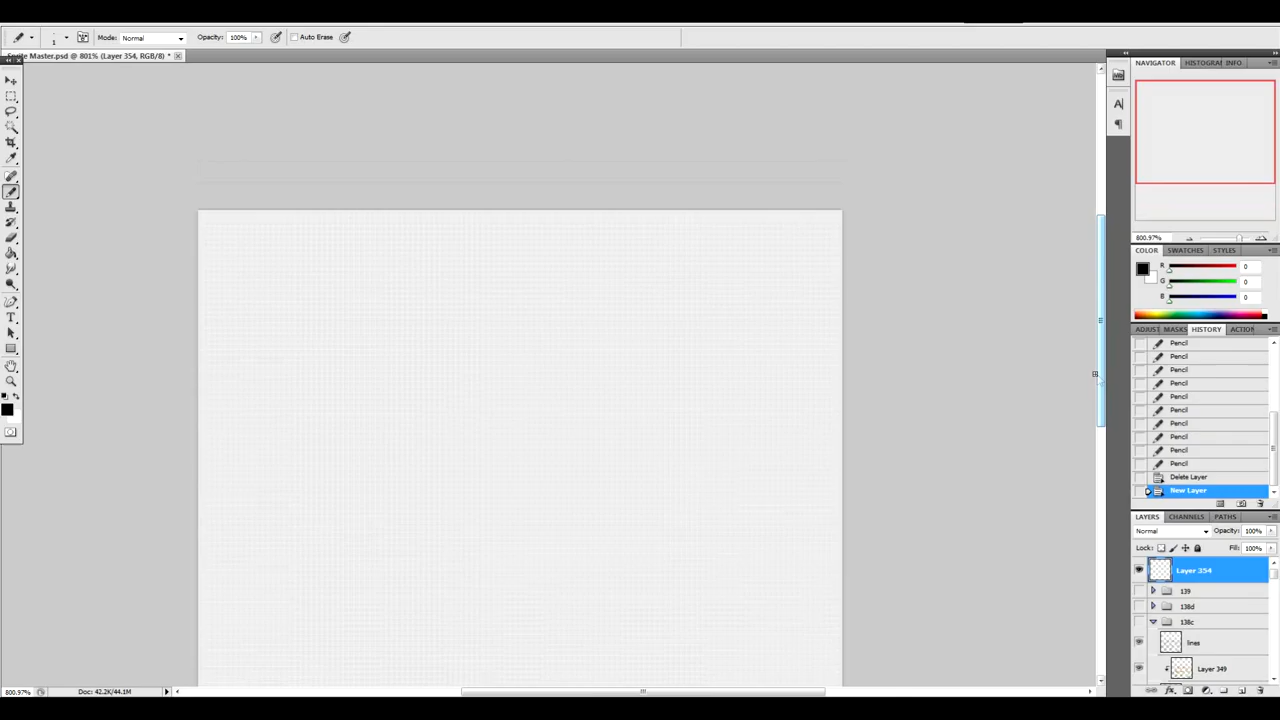 1 Mode: Normal Opacity: 100% Auto Erase
Master.psd @ 801% (Layer 354, RGB/8) *
NAVIGATOR HISTOGRAM INFO
800.97%
COLOR SWATCHES STYLES
R 0
G 0
B 0
ADJUST MASKS HISTORY ACTION
Pencil
Pencil
Pencil
Pencil
Pencil
Pencil
Pencil
Pencil
Pencil
Pencil
Delete Layer
New Layer
LAYERS CHANNELS PATHS
Normal Opacity: 100%
Lock: Fill: 100%
Layer 354
139
138d
138c
lines
Layer 349
800.97% Doc: 42.2K/44.1M